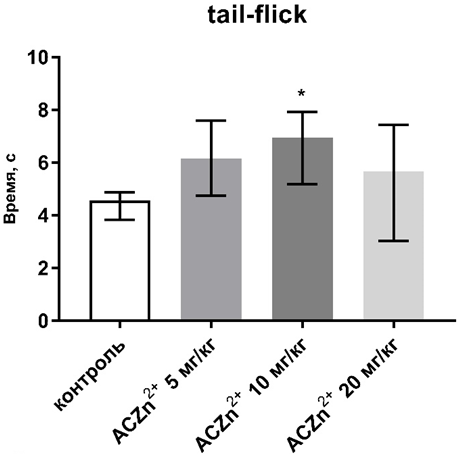 tail-flick
Время, с
10
8
6
4
2
0
*
контроль
ACZn²⁺ 5 мг/кг
ACZn²⁺ 10 мг/кг
ACZn²⁺ 20 мг/кг